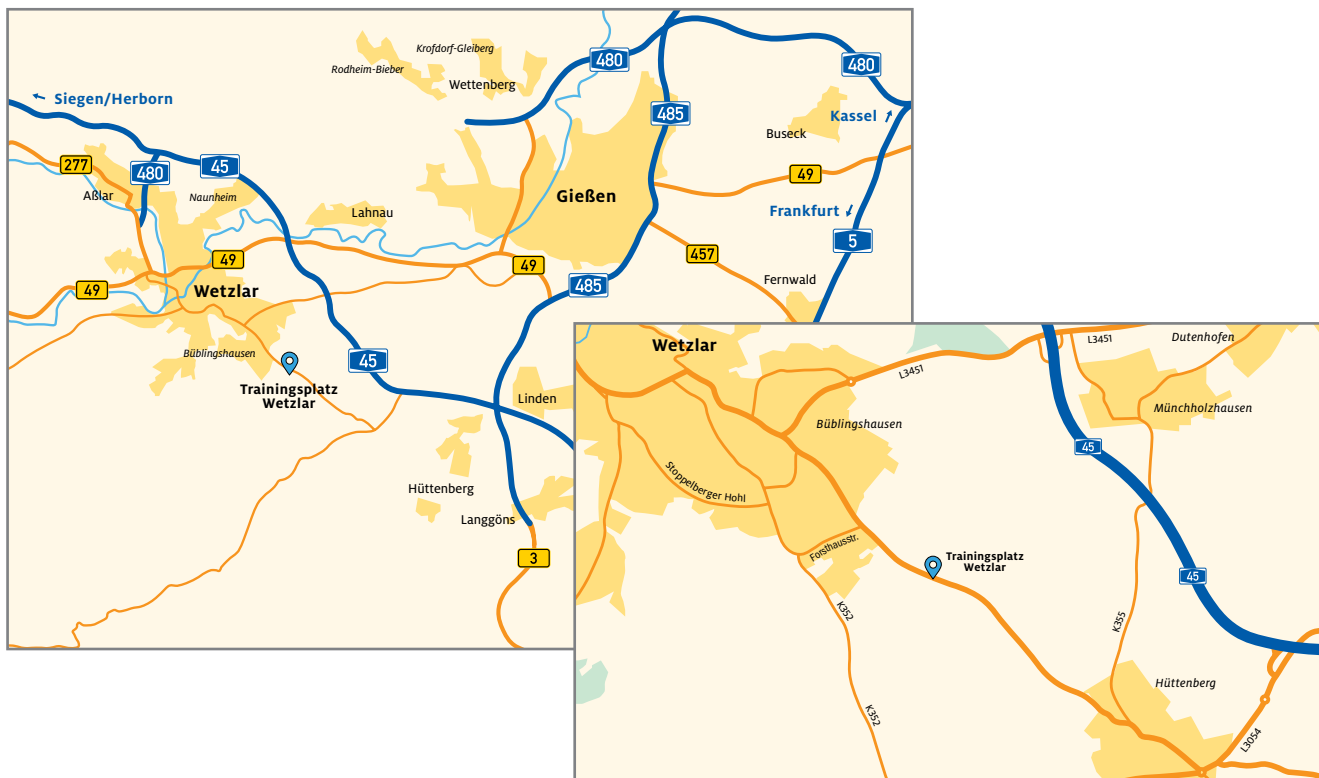 Krofdorf-Gleiberg
Rodheim-Bieber
Wettenberg
480
480
Siegen/Herborn
485
Kassel
Buseck
277
480
45
49
Aßlar
Naunheim
Gießen
Lahnau
Frankfurt
5
49
49
457
49
Wetzlar
485
Fernwald
Büblingshausen
45
Trainingsplatz
Wetzlar
Linden
Hüttenberg
Langgöns
3
Wetzlar
L3451
Dutenhofen
L3451
Münchholzhausen
Büblingshausen
45
Stoppelberger Hohl
Forsthausstr.
Trainingsplatz
Wetzlar
45
K352
K355
Hüttenberg
K352
L3054